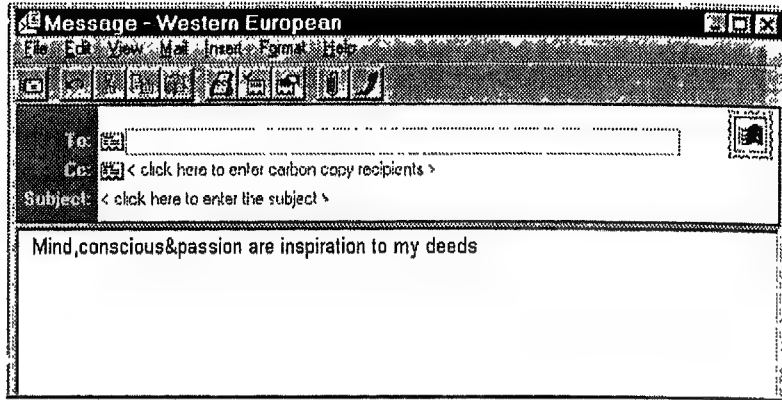 Message - Western European
File Edit View Mail Insert Format Help
To:
Cc: < click here to enter carbon copy recipients >
Subject: < click here to enter the subject >
Mind,conscious&passion are inspiration to my deeds